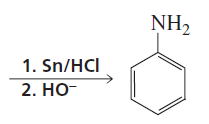 NH₂
1. Sn/HCl
2. HO⁻